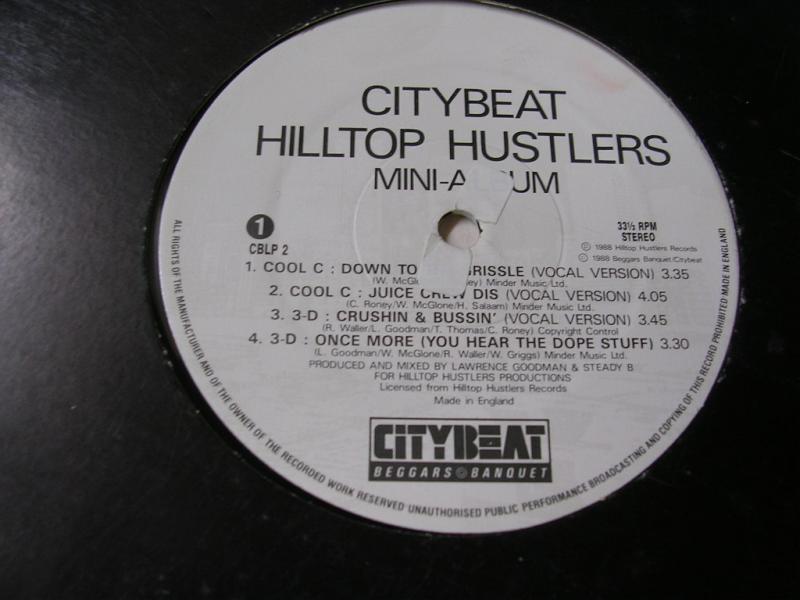 CITYBEAT
HILLTOP HUSTLERS
MINI-A UM
1
CBLP 2
33⅓ RPM
STEREO
Ⓟ 1988 Hilltop Hustlers Records
© 1988 Beggars Banquet/Citybeat
1. COOL C : DOWN TO RISSLE (VOCAL VERSION) 3.35
(W. McGl ey) Minder Music Ltd.
2. COOL C : JUICE CREW DIS (VOCAL VERSION) 4.05
(C. Roney/W. McGlone/H. Salaam) Minder Music Ltd.
3. 3-D : CRUSHIN & BUSSIN' (VOCAL VERSION) 3.45
(R. Waller/L. Goodman/T. Thomas/C. Roney) Copyright Control
4. 3-D : ONCE MORE (YOU HEAR THE DOPE STUFF) 3.30
(L. Goodman/W. McGlone/R. Waller/W. Griggs) Minder Music Ltd.
PRODUCED AND MIXED BY LAWRENCE GOODMAN & STEADY B
FOR HILLTOP HUSTLERS PRODUCTIONS
Licensed from Hilltop Hustlers Records
Made in England
CITYBEAT
BEGGARS BANQUET
ALL RIGHTS OF THE MANUFACTURER AND OF THE OWNER OF THE RECORDED WORK RESERVED UNAUTHORISED PUBLIC PERFORMANCE BROADCASTING AND COPYING OF THIS RECORD PROHIBITED MADE IN ENGLAND